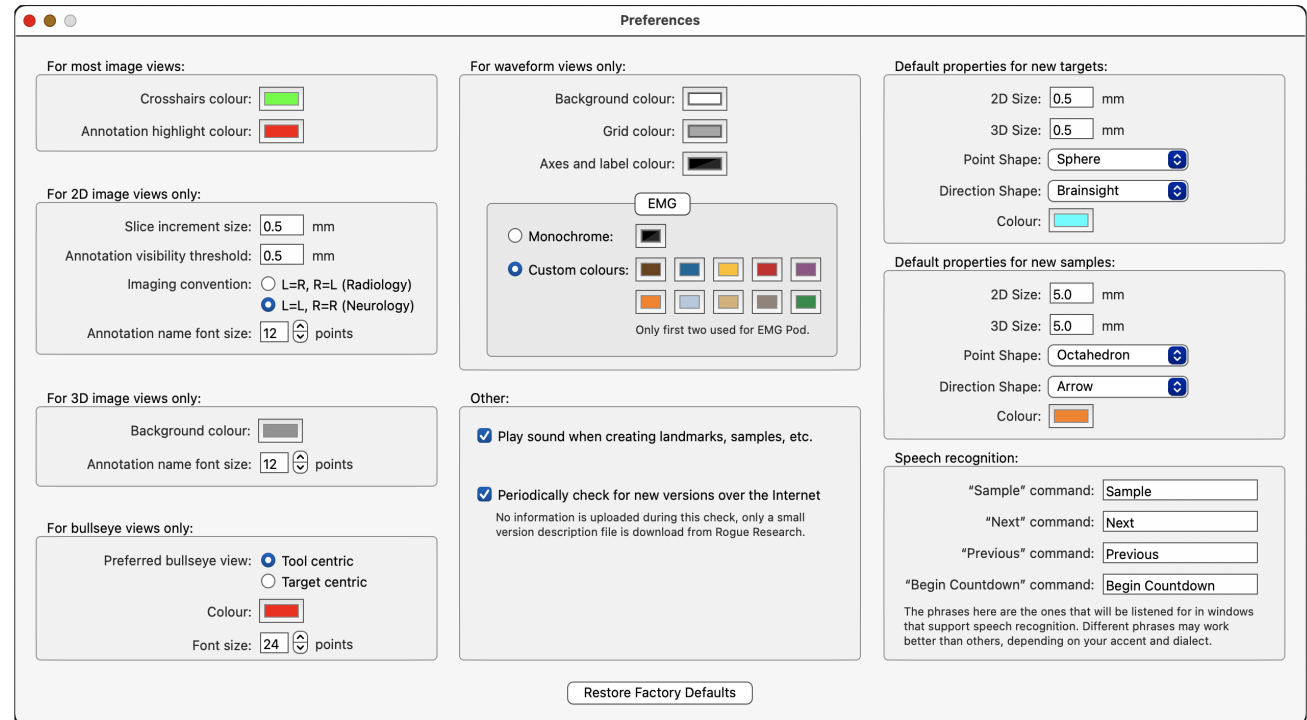 Preferences
For most image views:
Crosshairs colour:
Annotation highlight colour:
For 2D image views only:
Slice increment size: 0.5 mm
Annotation visibility threshold: 0.5 mm
Imaging convention: L=R, R=L (Radiology)
L=L, R=R (Neurology)
Annotation name font size: 12 points
For 3D image views only:
Background colour:
Annotation name font size: 12 points
For bullseye views only:
Preferred bullseye view: Tool centric
Target centric
Colour:
Font size: 24 points
For waveform views only:
Background colour:
Grid colour:
Axes and label colour:
EMG
Monochrome:
Custom colours:
Only first two used for EMG Pod.
Other:
Play sound when creating landmarks, samples, etc.
Periodically check for new versions over the Internet
No information is uploaded during this check, only a small
version description file is download from Rogue Research.
Default properties for new targets:
2D Size: 0.5 mm
3D Size: 0.5 mm
Point Shape: Sphere
Direction Shape: Brainsight
Colour:
Default properties for new samples:
2D Size: 5.0 mm
3D Size: 5.0 mm
Point Shape: Octahedron
Direction Shape: Arrow
Colour:
Speech recognition:
“Sample” command: Sample
“Next” command: Next
“Previous” command: Previous
“Begin Countdown” command: Begin Countdown
The phrases here are the ones that will be listened for in windows
that support speech recognition. Different phrases may work
better than others, depending on your accent and dialect.
Restore Factory Defaults